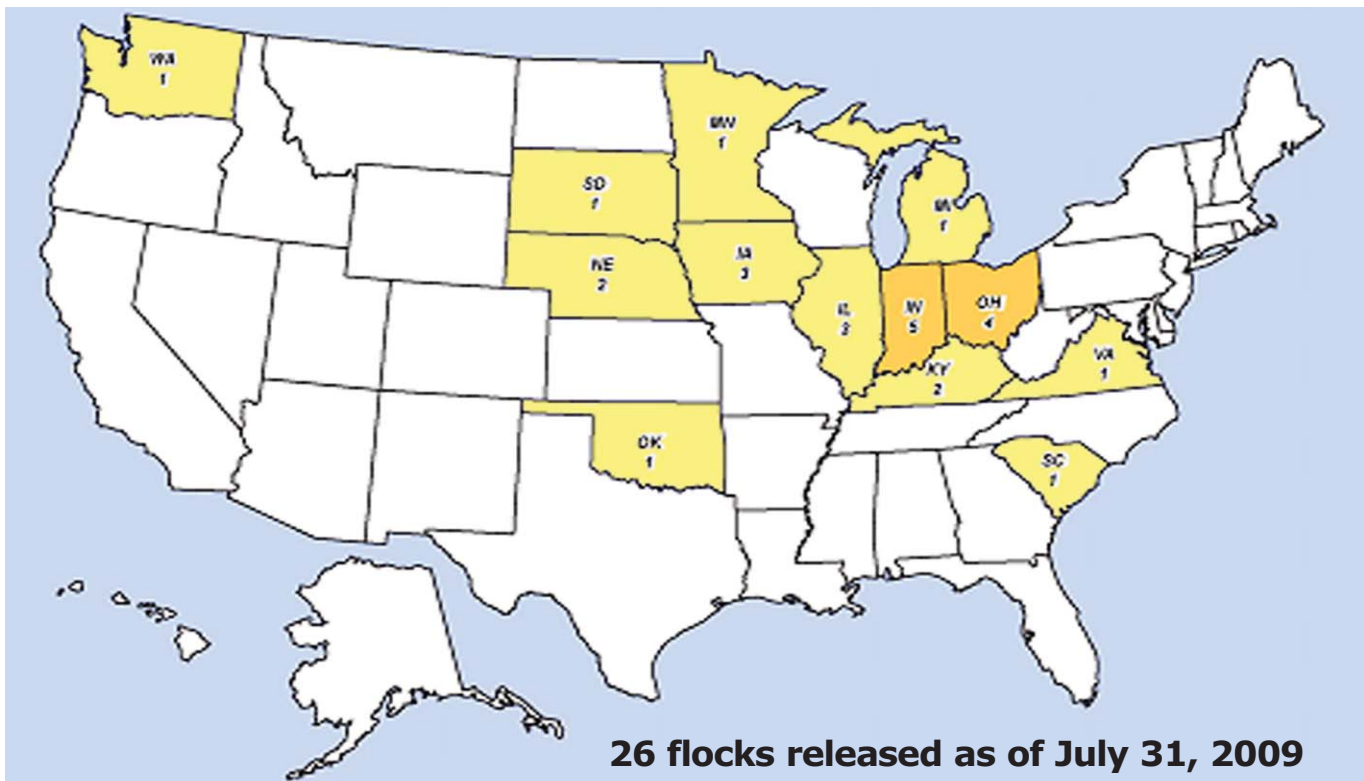 WA
1
MN
1
SD
1
MI
1
NE
2
IA
3
IL
3
IN
5
OH
4
KY
2
VA
1
OK
1
SC
1
26 flocks released as of July 31, 2009